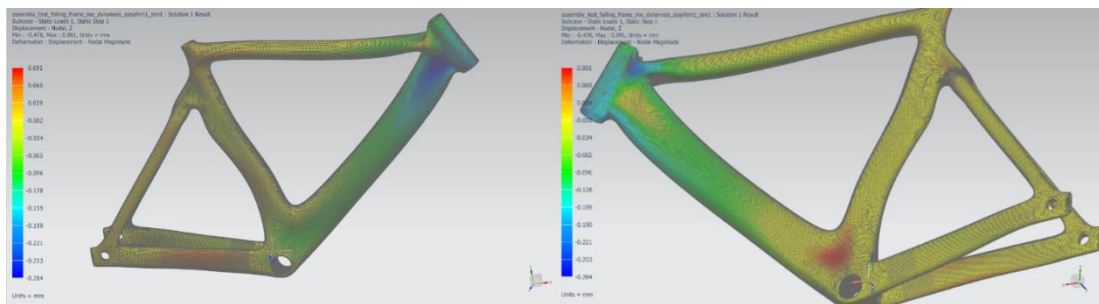 assembly_test_falling_frame_mx_dynamass_assyfem1_sim1 : Solution 1 Result
Subcase - Static Loads 1, Static Step 1
Displacement - Nodal, Z
Min : -0.476, Max : 0.091, Units = mm
Deformation : Displacement - Nodal Magnitude
0.091
0.060
0.029
-0.002
-0.034
-0.065
-0.096
-0.128
-0.159
-0.190
-0.221
-0.253
-0.284
Units = mm
Subcase - Static Loads 1, Static Step 1
Displacement - Nodal, Z
Min : -0.476, Max : 0.091, Units = mm
Deformation : Displacement - Nodal Magnitude
0.091
0.060
0.029
-0.002
-0.034
-0.065
-0.096
-0.128
-0.159
-0.190
-0.221
-0.253
-0.284
Units = mm